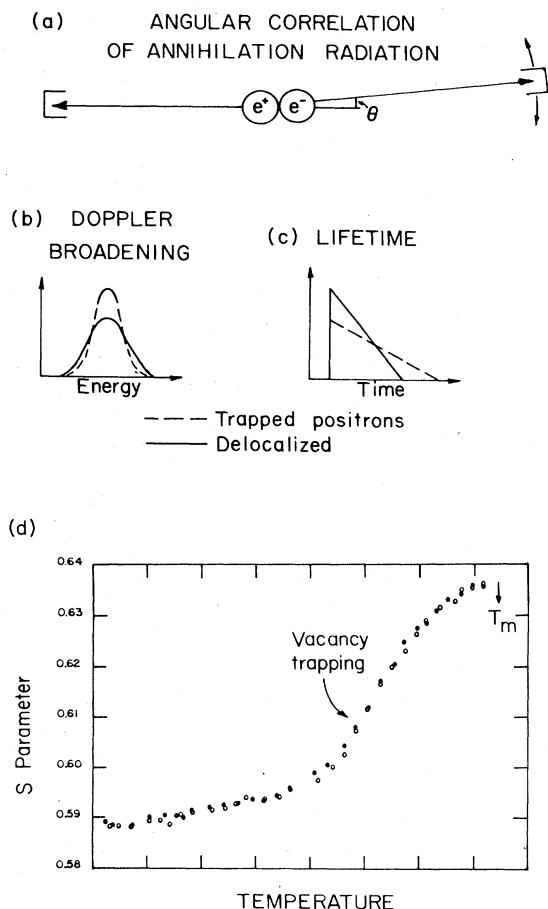 (a) ANGULAR CORRELATION
OF ANNIHILATION RADIATION
e⁺ e⁻ θ
(b) DOPPLER
BROADENING
(c) LIFETIME
Energy
Time
Trapped positrons
Delocalized
(d)
0.64
0.63
0.62
0.61
0.60
0.59
0.58
S Parameter
Vacancy
trapping
Tm
TEMPERATURE